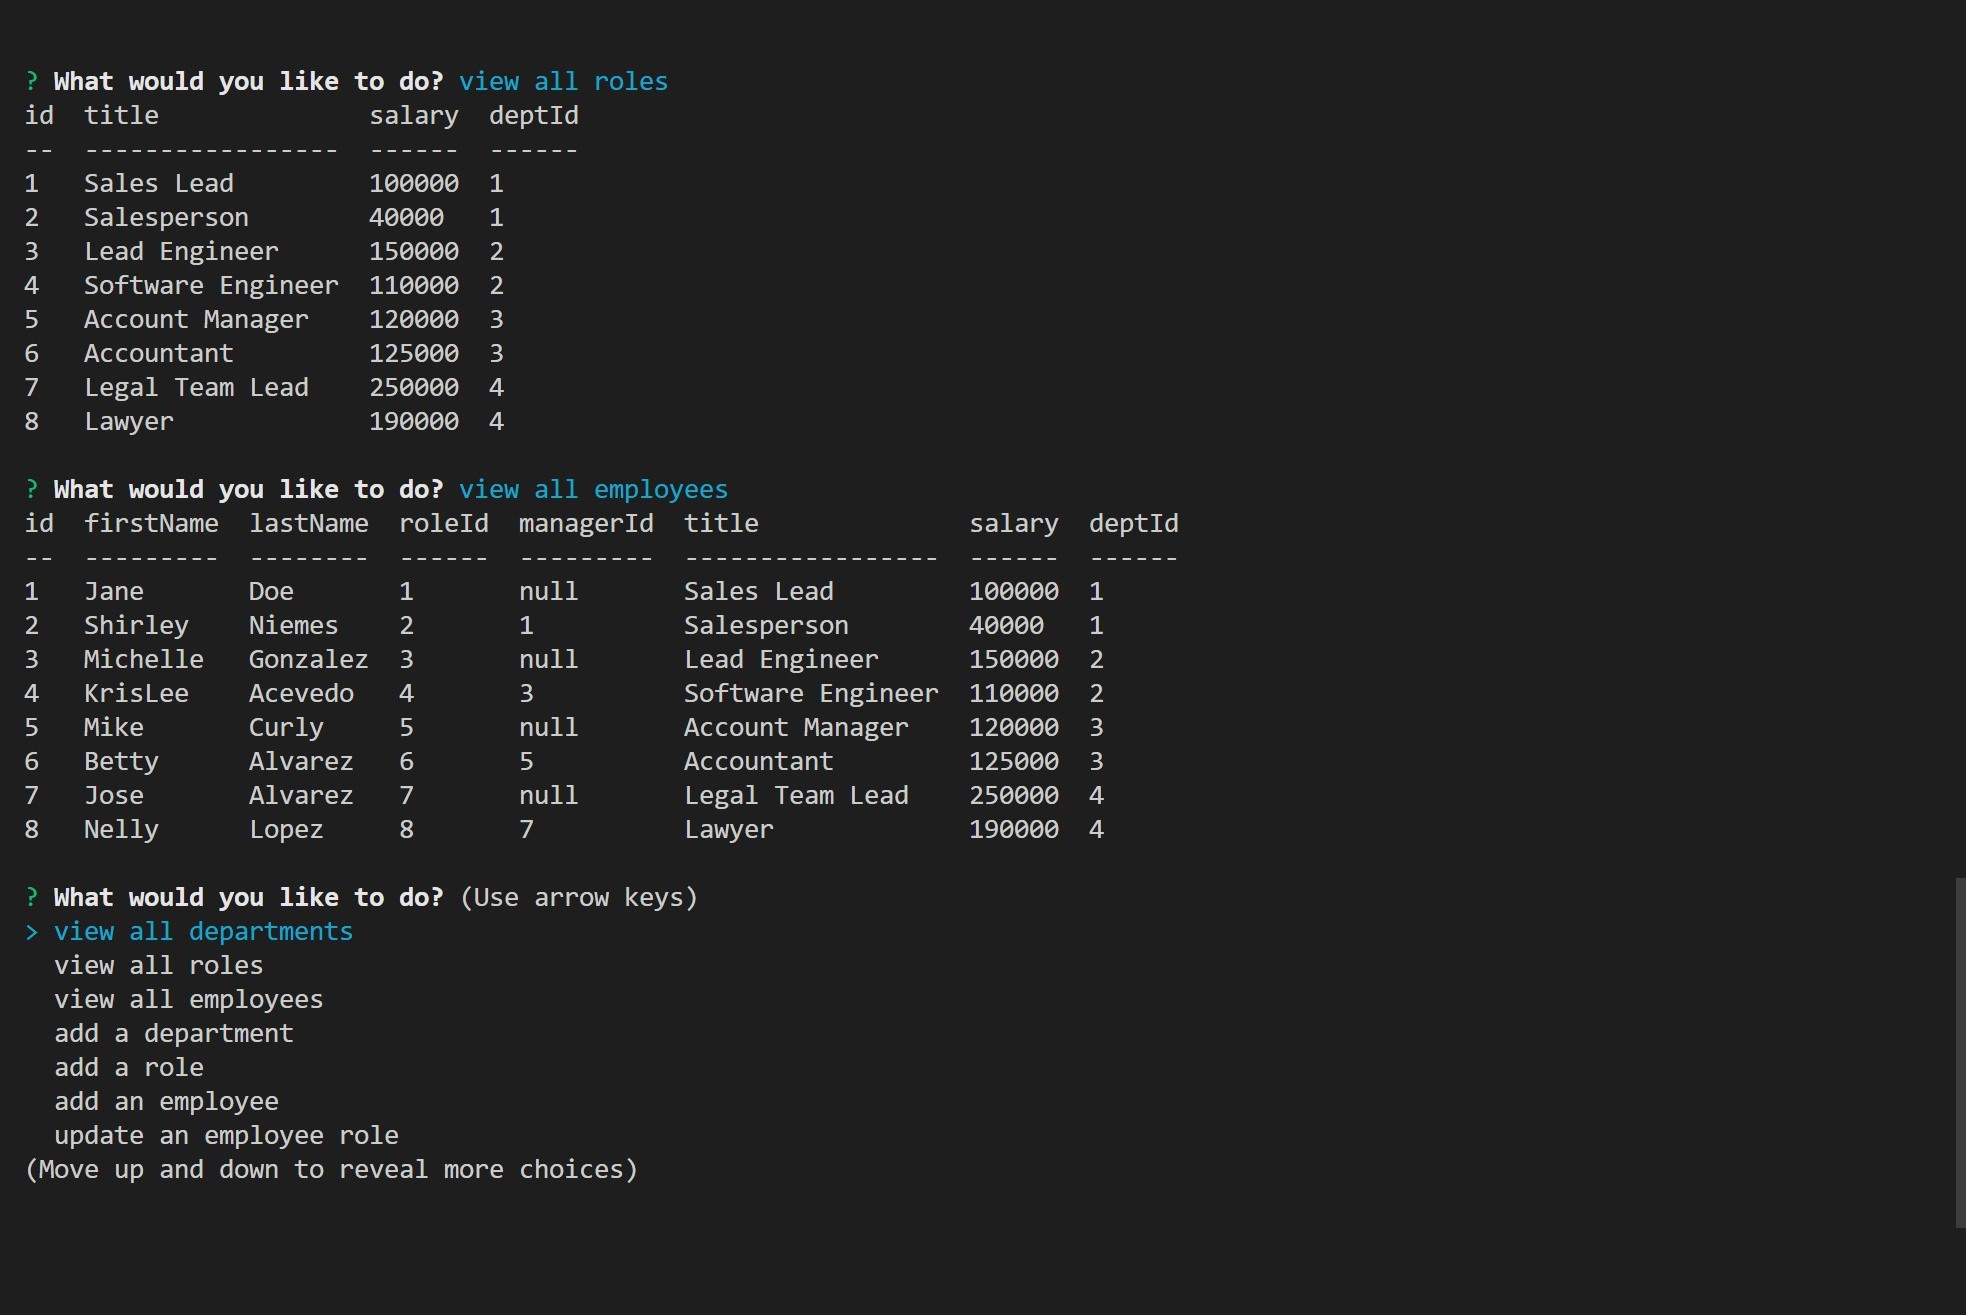 ? What would you like to do? view all roles
id  title              salary  deptId
--  -----------------  ------  ------
1   Sales Lead         100000  1
2   Salesperson        40000   1
3   Lead Engineer      150000  2
4   Software Engineer  110000  2
5   Account Manager    120000  3
6   Accountant         125000  3
7   Legal Team Lead    250000  4
8   Lawyer             190000  4
? What would you like to do? view all employees
id  firstName  lastName  roleId  managerId  title              salary  deptId
--  ---------  --------  ------  ---------  -----------------  ------  ------
1   Jane       Doe       1       null       Sales Lead         100000  1
2   Shirley    Niemes    2       1          Salesperson        40000   1
3   Michelle   Gonzalez  3       null       Lead Engineer      150000  2
4   KrisLee    Acevedo   4       3          Software Engineer  110000  2
5   Mike       Curly     5       null       Account Manager    120000  3
6   Betty      Alvarez   6       5          Accountant         125000  3
7   Jose       Alvarez   7       null       Legal Team Lead    250000  4
8   Nelly      Lopez     8       7          Lawyer             190000  4
? What would you like to do? (Use arrow keys)
> view all departments
  view all roles
  view all employees
  add a department
  add a role
  add an employee
  update an employee role
(Move up and down to reveal more choices)